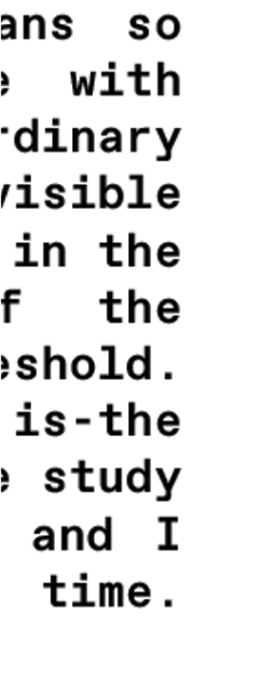 ans so
with
rdinary
visible
in the
f the
eshold.
is-the
study
and I
time.